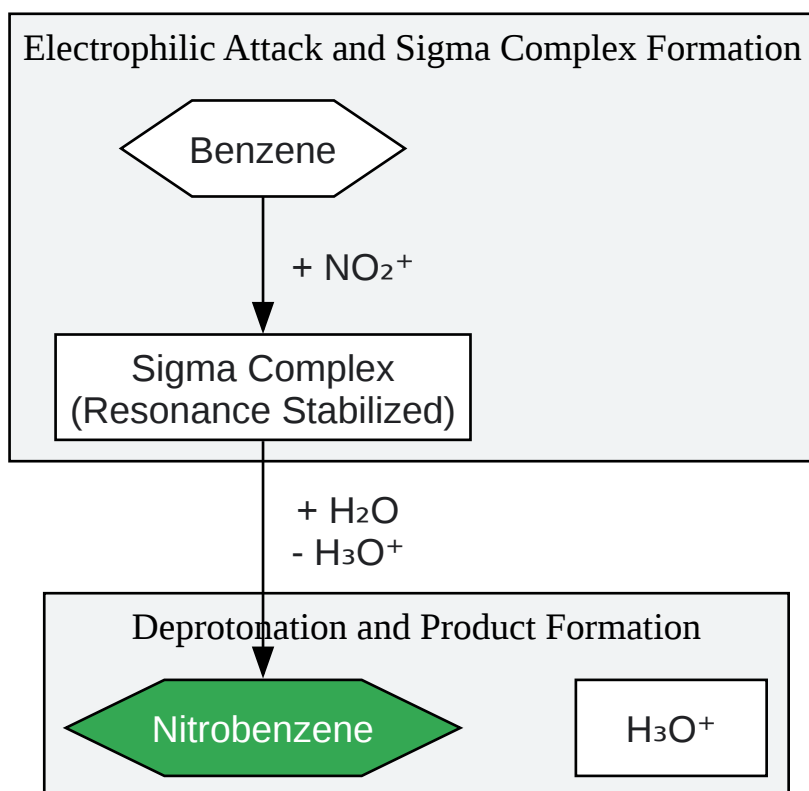 Electrophilic Attack and Sigma Complex Formation
Benzene
+ NO₂⁺
Sigma Complex
(Resonance Stabilized)
+ H₂O
- H₃O⁺
Deprotonation and Product Formation
Nitrobenzene
H₃O⁺